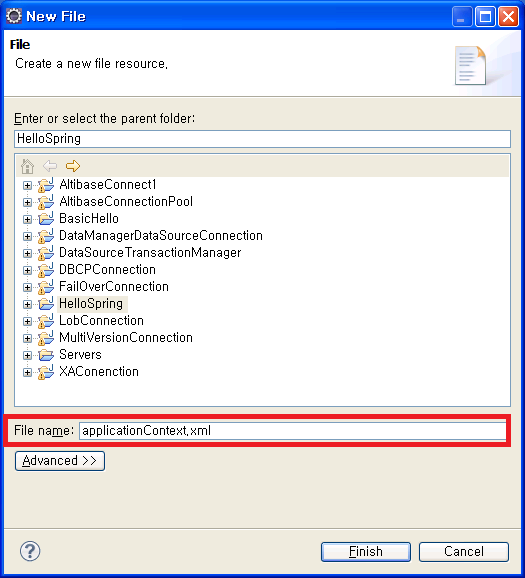 New File
File
Create a new file resource.
Enter or select the parent folder:
HelloSpring
AltibaseConnect1
AltibaseConnectionPool
BasicHello
DataManagerDataSourceConnection
DataSourceTransactionManager
DBCPConnection
FailOverConnection
HelloSpring
LobConnection
MultiVersionConnection
Servers
XAConenction
File name: applicationContext.xml
Advanced >>
Finish Cancel